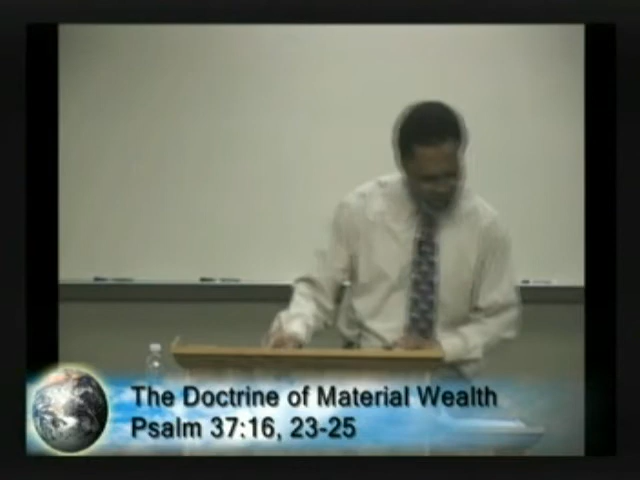 The Doctrine of Material Wealth
Psalm 37:16, 23-25